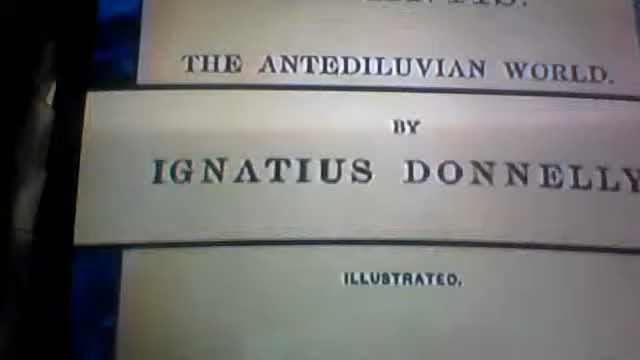 THE ANTEDILUVIAN WORLD.
BY
IGNATIUS DONNELLY
ILLUSTRATED.